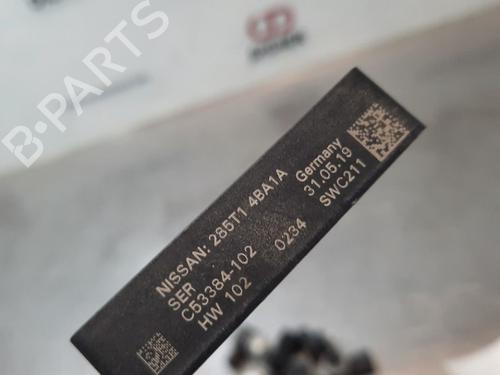 B-PARTS
NISSAN: 285T1 4BA1A Germany
SER 31.05.19
C53384-102 0234 SWC211
HW 102